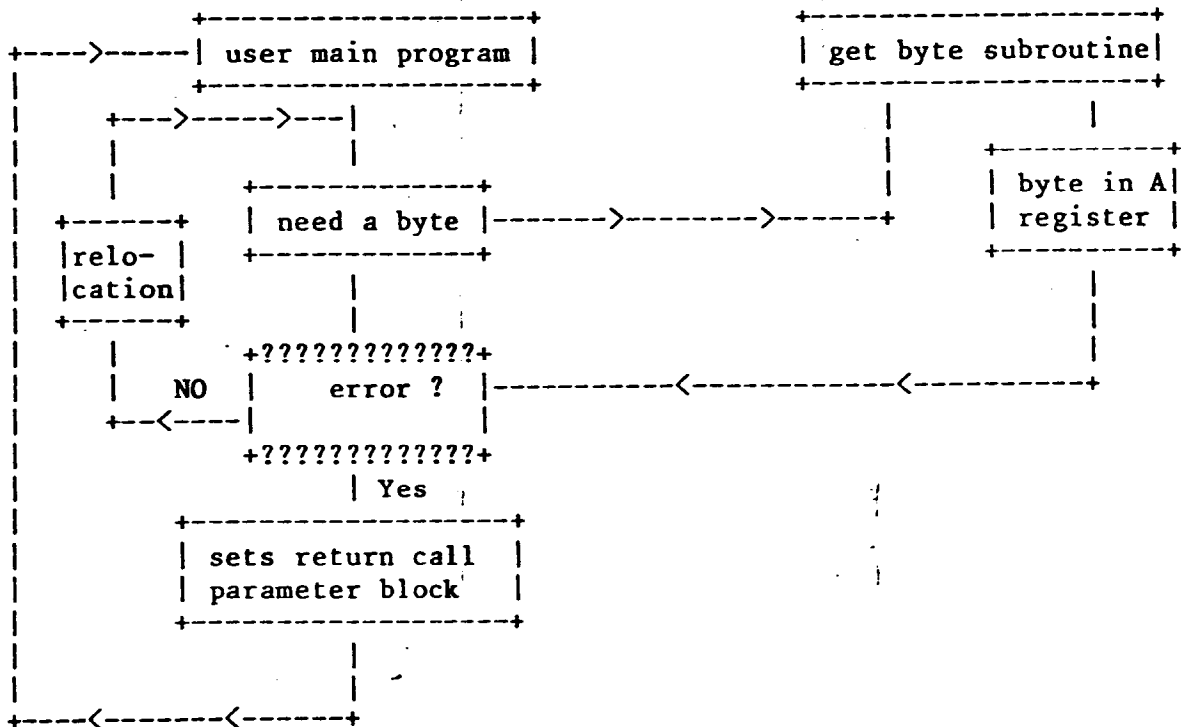 user main program
get byte subroutine
need a byte
byte in A
register
relo-
cation
error ?
NO
Yes
sets return call
parameter block